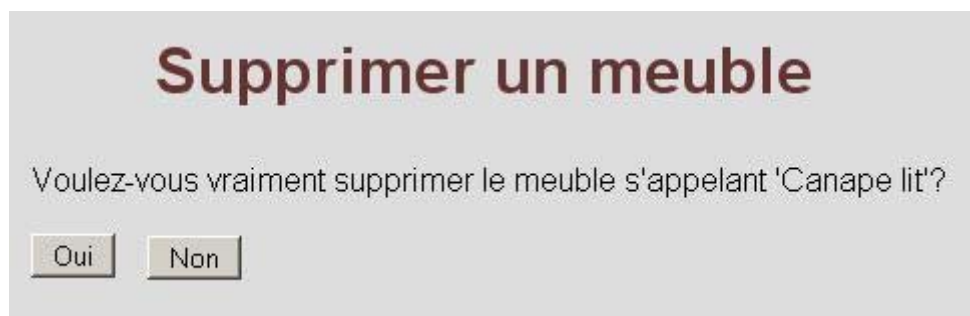 Supprimer un meuble
Voulez-vous vraiment supprimer le meuble s'appelant 'Canape lit'?
Oui Non